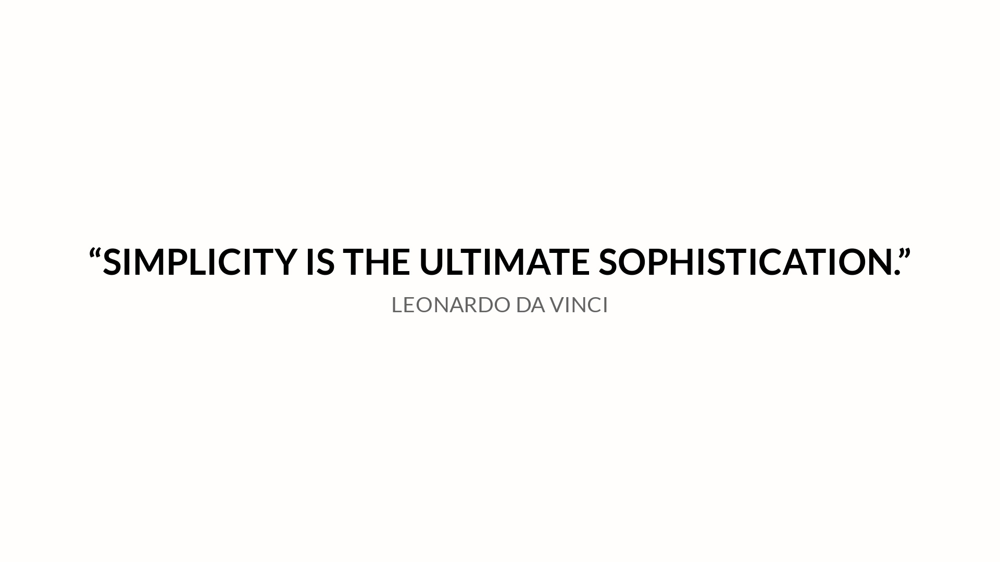 “SIMPLICITY IS THE ULTIMATE SOPHISTICATION.”
LEONARDO DA VINCI